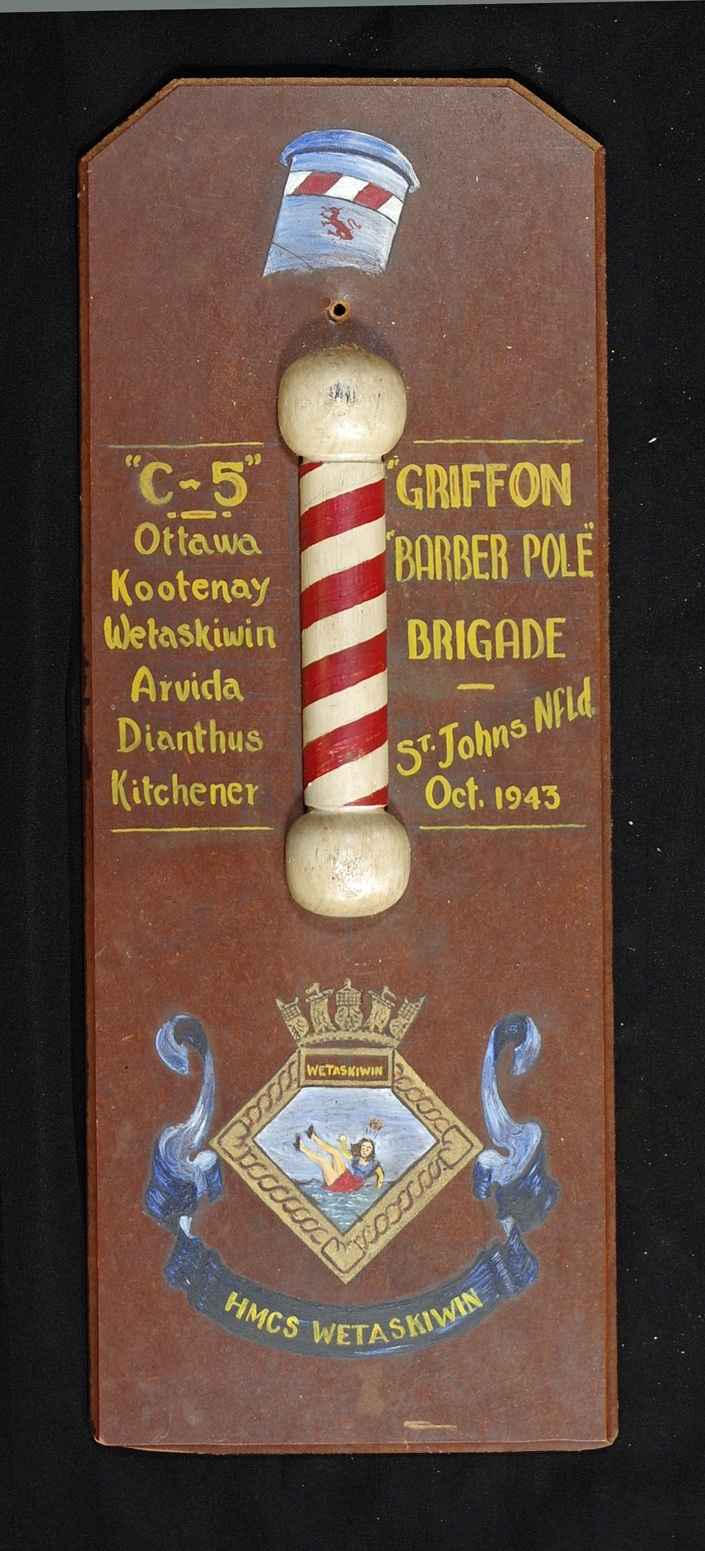 "C-5"
Ottawa
Kootenay
Wetaskiwin
Arvida
Dianthus
Kitchener
"GRIFFON
"BARBER POLE"
BRIGADE
—
ST. Johns Nfld.
Oct. 1943
WETASKIWIN
HMCS WETASKIWIN